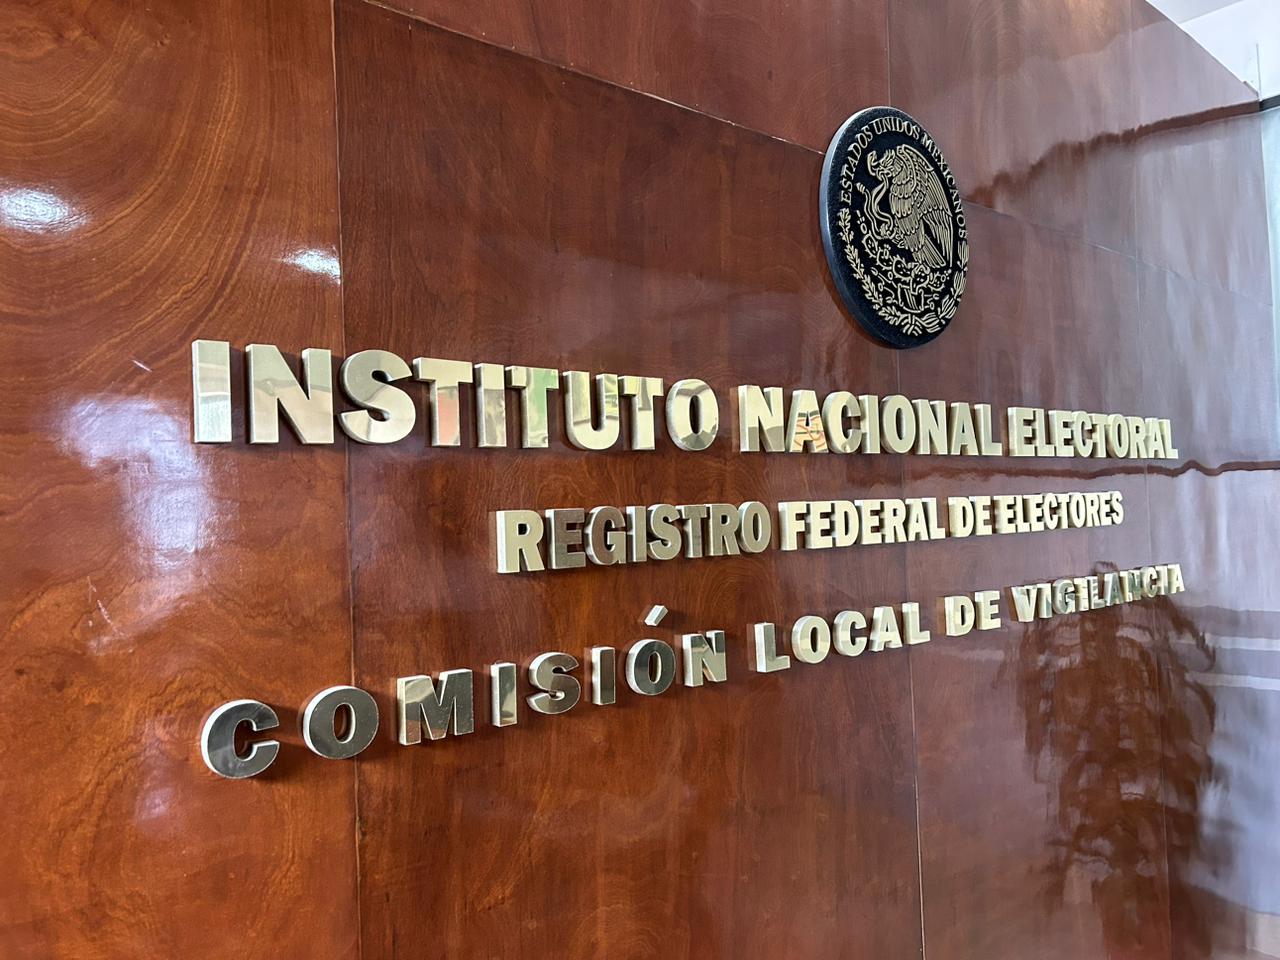 ESTADOS UNIDOS MEXICANOS
INSTITUTO NACIONAL ELECTORAL
REGISTRO FEDERAL DE ELECTORES
COMISIÓN LOCAL DE VIGILANCIA